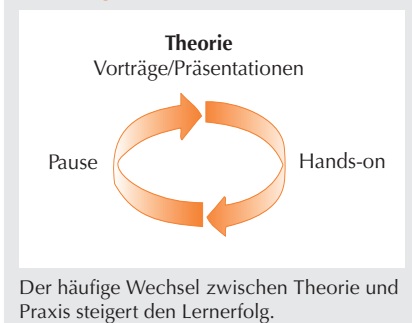 Theorie
Vorträge/Präsentationen
Pause
Hands-on
Der häufige Wechsel zwischen Theorie und
Praxis steigert den Lernerfolg.